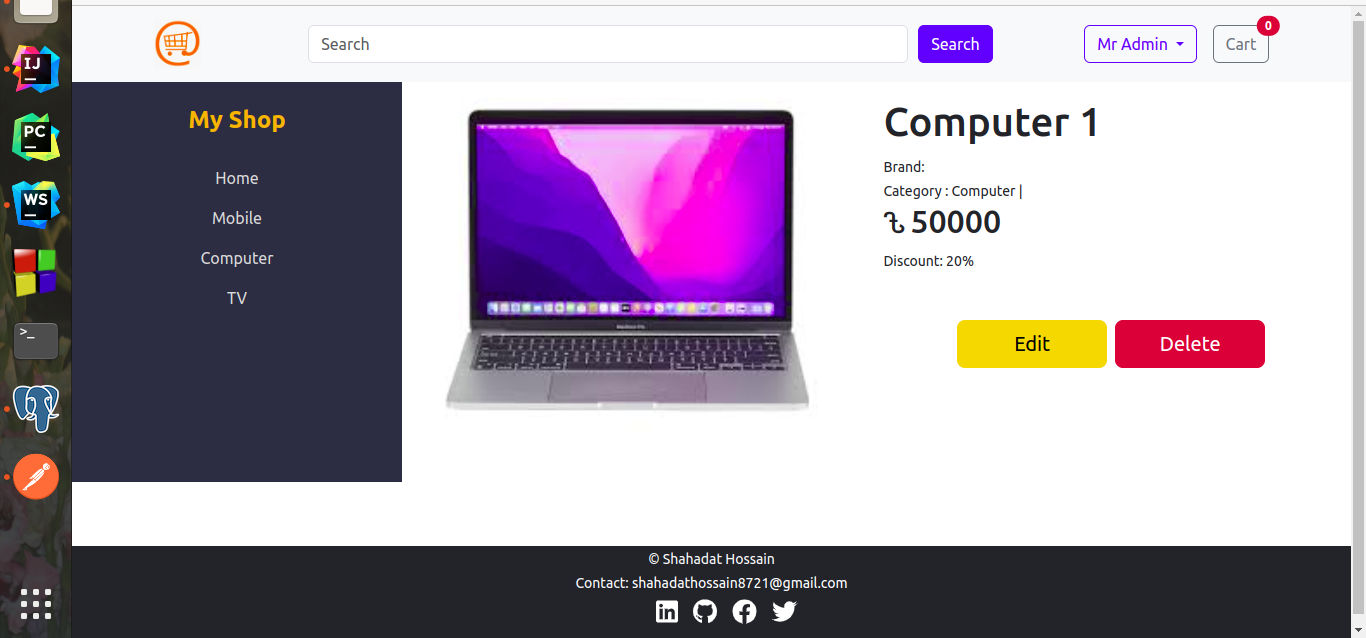 IJ
PC
WS
>_
Search
Search
Mr Admin
Cart
0
My Shop
Home
Mobile
Computer
TV
Computer 1
Brand:
Category : Computer |
৳ 50000
Discount: 20%
Edit
Delete
© Shahadat Hossain
Contact: shahadathossain8721@gmail.com
in